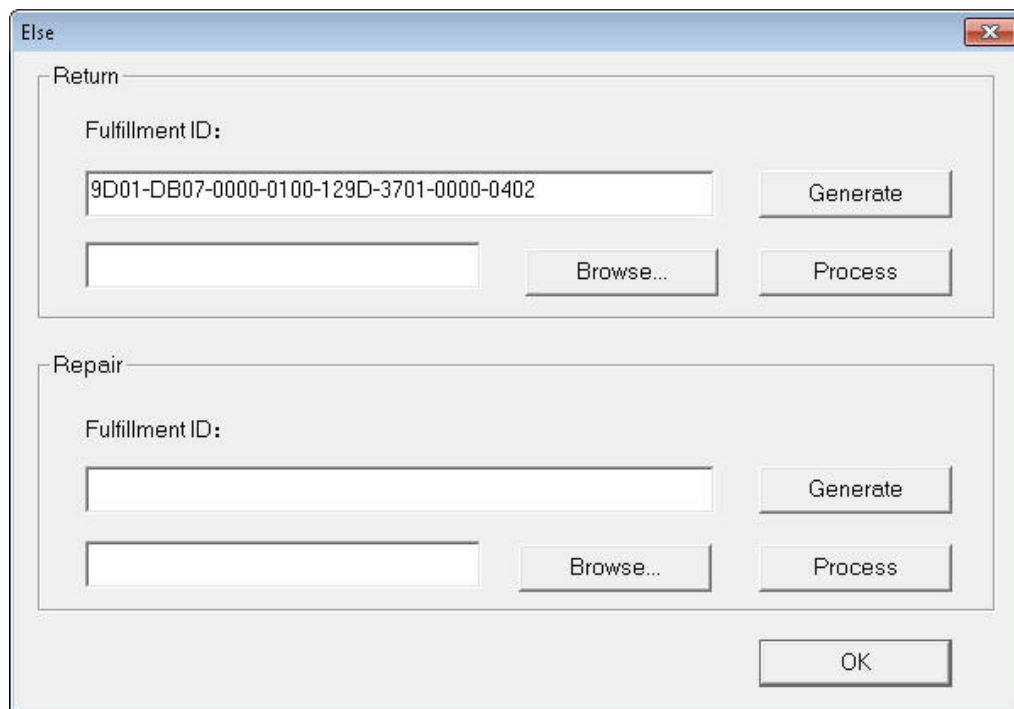 Else
Return
Fulfillment ID:
9D01-DB07-0000-0100-129D-3701-0000-0402
Generate
Browse...
Process
Repair
Fulfillment ID:
Generate
Browse...
Process
OK